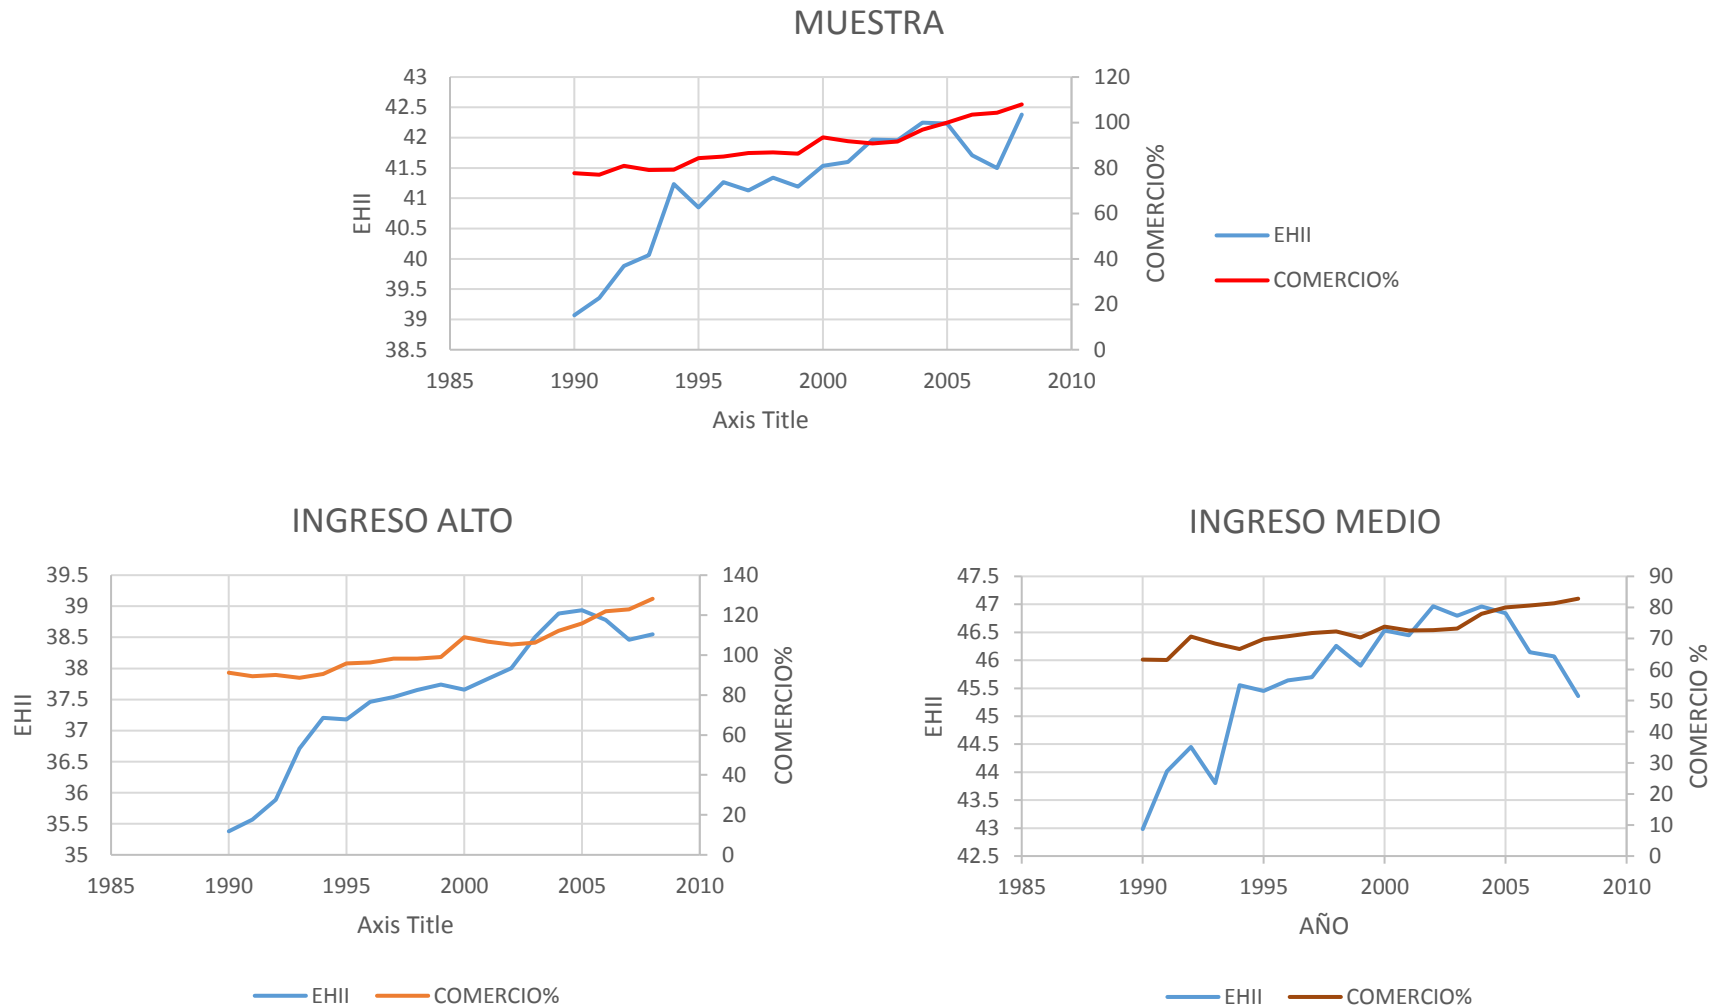 MUESTRA
43
42.5
42
41.5
41
40.5
40
39.5
39
38.5
EHII
120
100
80
60
40
20
0
COMERCIO%
1985 1990 1995 2000 2005 2010
Axis Title
EHII
COMERCIO%
INGRESO ALTO
39.5
39
38.5
38
37.5
37
36.5
36
35.5
35
EHII
140
120
100
80
60
40
20
0
COMERCIO%
1985 1990 1995 2000 2005 2010
Axis Title
EHII COMERCIO%
INGRESO MEDIO
47.5
47
46.5
46
45.5
45
44.5
44
43.5
43
42.5
EHII
90
80
70
60
50
40
30
20
10
0
COMERCIO %
1985 1990 1995 2000 2005 2010
AÑO
EHII COMERCIO%